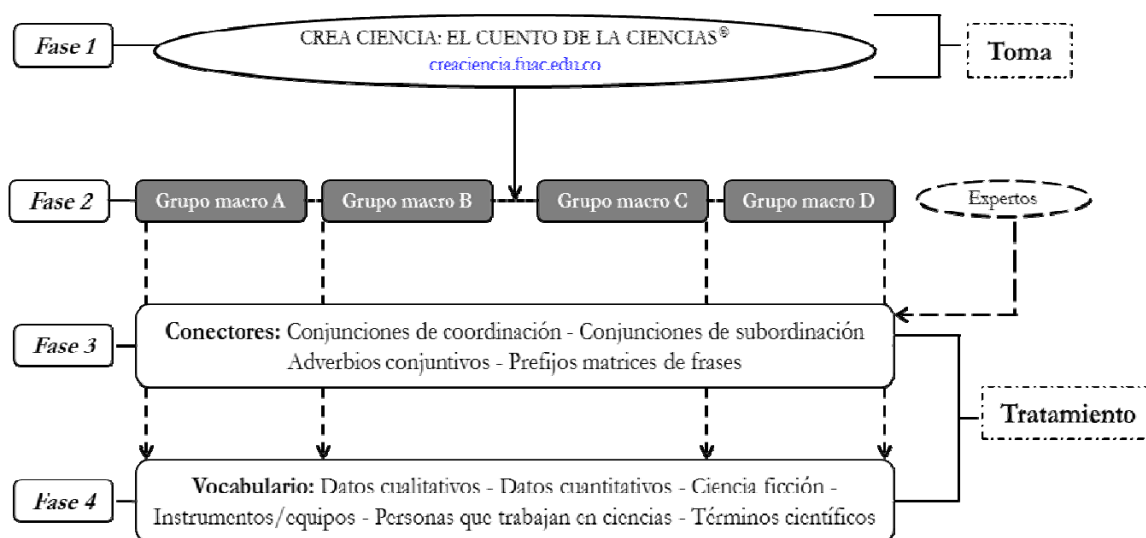 Fase 1
CREA CIENCIA: EL CUENTO DE LA CIENCIAS®
creaciencia.fuac.edu.co
Toma
Fase 2
Grupo macro A
Grupo macro B
Grupo macro C
Grupo macro D
Expertos
Fase 3
Conectores: Conjunciones de coordinación - Conjunciones de subordinación
Adverbios conjuntivos - Prefijos matrices de frases
Tratamiento
Fase 4
Vocabulario: Datos cualitativos - Datos cuantitativos - Ciencia ficción -
Instrumentos/equipos - Personas que trabajan en ciencias - Términos científicos